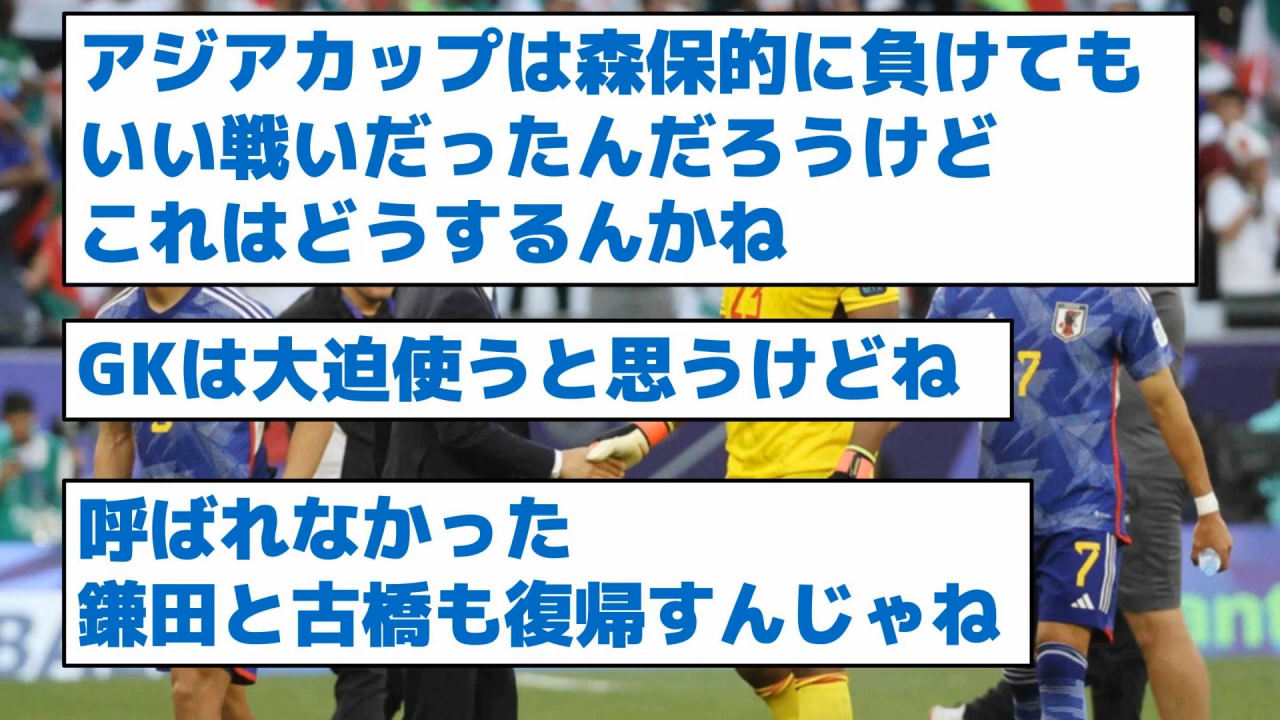 アジアカップは森保的に負けても
いい戦いだったんだろうけど
これはどうするんかね
GKは大迫使うと思うけどね
呼ばれなかった
鎌田と古橋も復帰すんじゃね
23
7
7